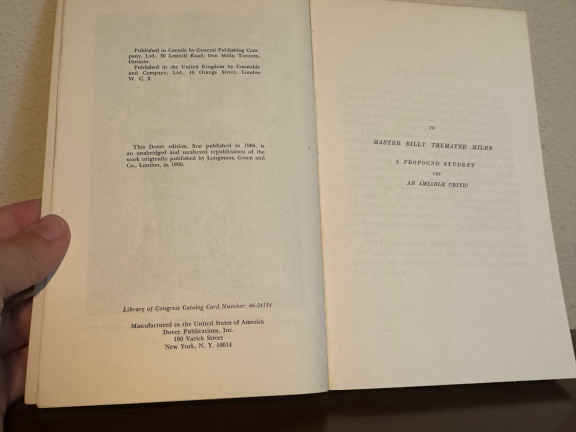 Published in Canada by General Publishing Com-
pany, Ltd., 30 Lesmill Road, Don Mills, Toronto,
Ontario.
Published in the United Kingdom by Constable
and Company, Ltd., 10 Orange Street, London
W. C. 2.
This Dover edition, first published in 1966, is
an unabridged and unaltered republication of the
work originally published by Longmans, Green and
Co., London, in 1900.
Library of Congress Catalog Card Number:
Manufactured in the United States of America
Dover Publications, Inc.
180 Varick Street
New York, N. Y. 10014
TO
MASTER BILLY TREMAYNE MILES
A PROFOUND STUDENT
AND
AN AMIABLE CRITIC